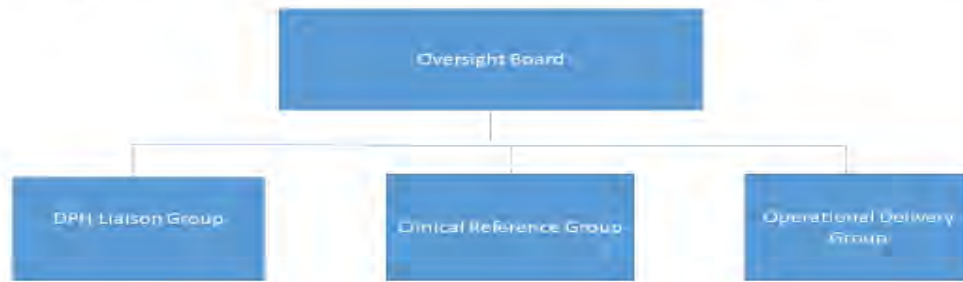 Oversight Board
DPH Liaison Group
Clinical Reference Group
Operational Delivery
Group